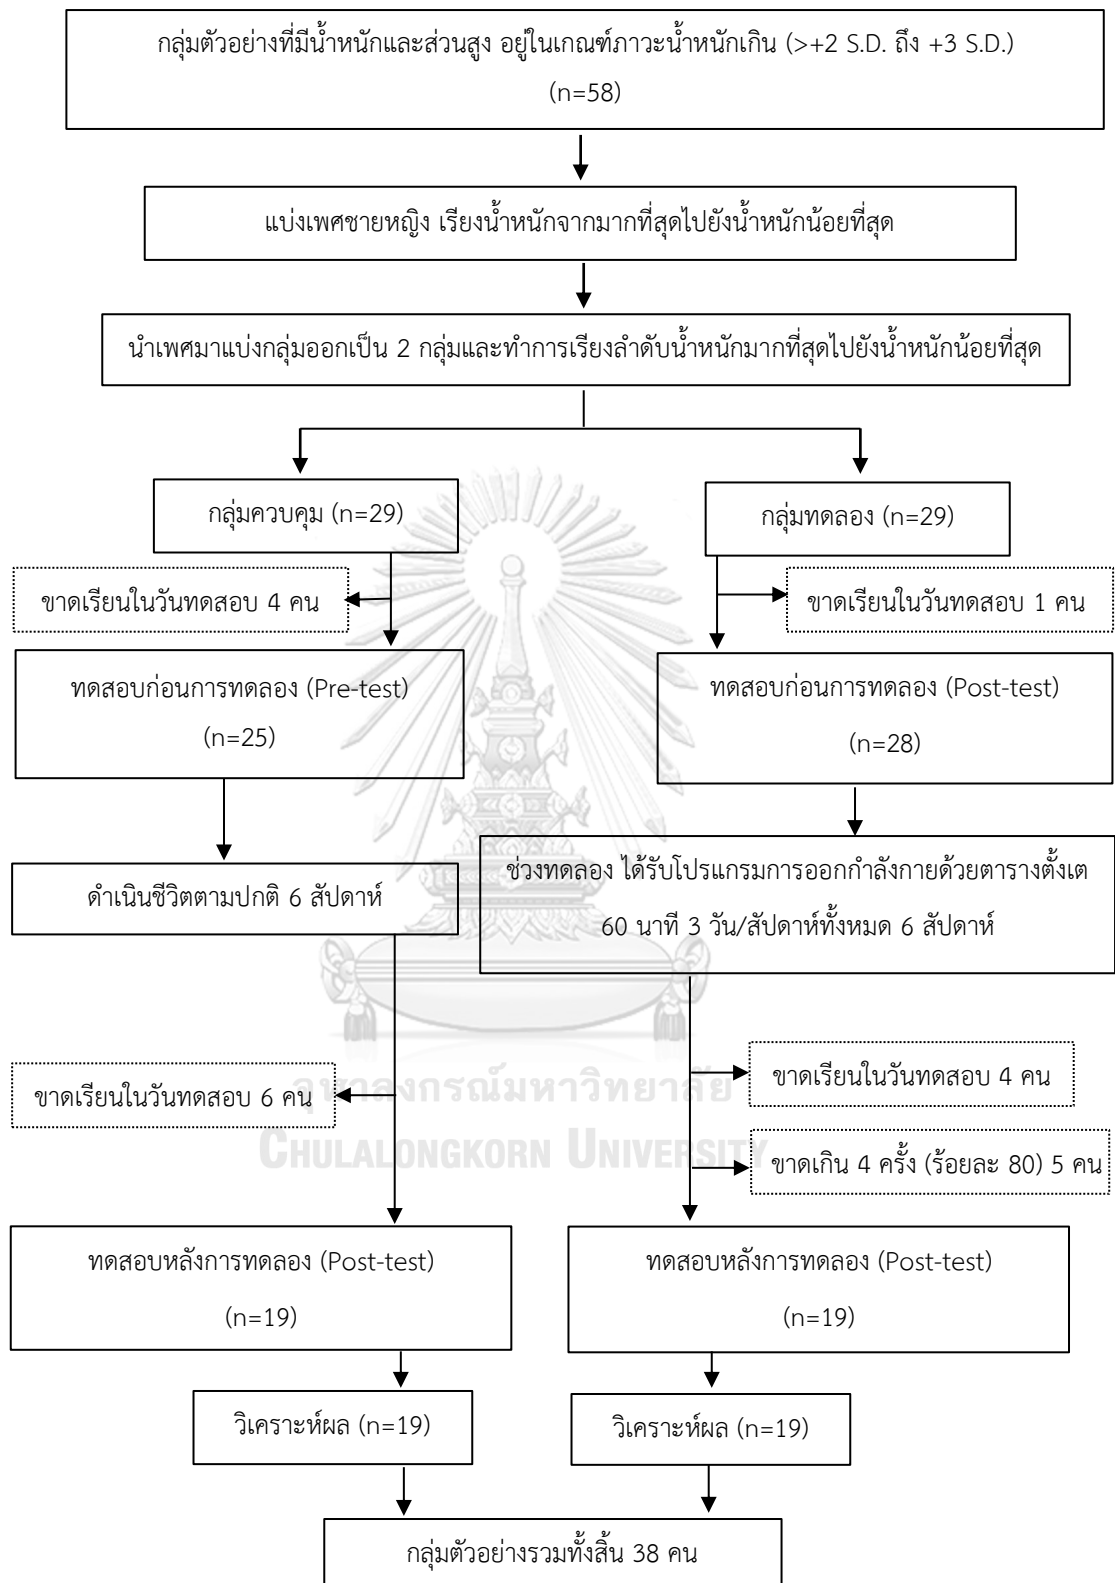 กลุ่มตัวอย่างที่มีน้ำหนักและส่วนสูง อยู่ในเกณฑ์ภาวะน้ำหนักเกิน (>+2 S.D. ถึง +3 S.D.)
(n=58)
แบ่งเพศชายหญิง เรียงน้ำหนักจากมากที่สุดไปยังน้ำหนักน้อยที่สุด
นำเพศมาแบ่งกลุ่มออกเป็น 2 กลุ่มและทำการเรียงลำดับน้ำหนักมากที่สุดไปยังน้ำหนักน้อยที่สุด
กลุ่มควบคุม (n=29)
กลุ่มทดลอง (n=29)
ขาดเรียนในวันทดสอบ 4 คน
ขาดเรียนในวันทดสอบ 1 คน
ทดสอบก่อนการทดลอง (Pre-test)
(n=25)
ทดสอบก่อนการทดลอง (Post-test)
(n=28)
ดำเนินชีวิตตามปกติ 6 สัปดาห์
ช่วงทดลอง ได้รับโปรแกรมการออกกำลังกายด้วยตารางตั้งเต
60 นาที 3 วัน/สัปดาห์ทั้งหมด 6 สัปดาห์
ขาดเรียนในวันทดสอบ 6 คน
ขาดเรียนในวันทดสอบ 4 คน
จุฬาลงกรณ์มหาวิทยาลัย
CHULALONGKORN UNIVERSITY
ขาดเกิน 4 ครั้ง (ร้อยละ 80) 5 คน
ทดสอบหลังการทดลอง (Post-test)
(n=19)
ทดสอบหลังการทดลอง (Post-test)
(n=19)
วิเคราะห์ผล (n=19)
วิเคราะห์ผล (n=19)
กลุ่มตัวอย่างรวมทั้งสิ้น 38 คน